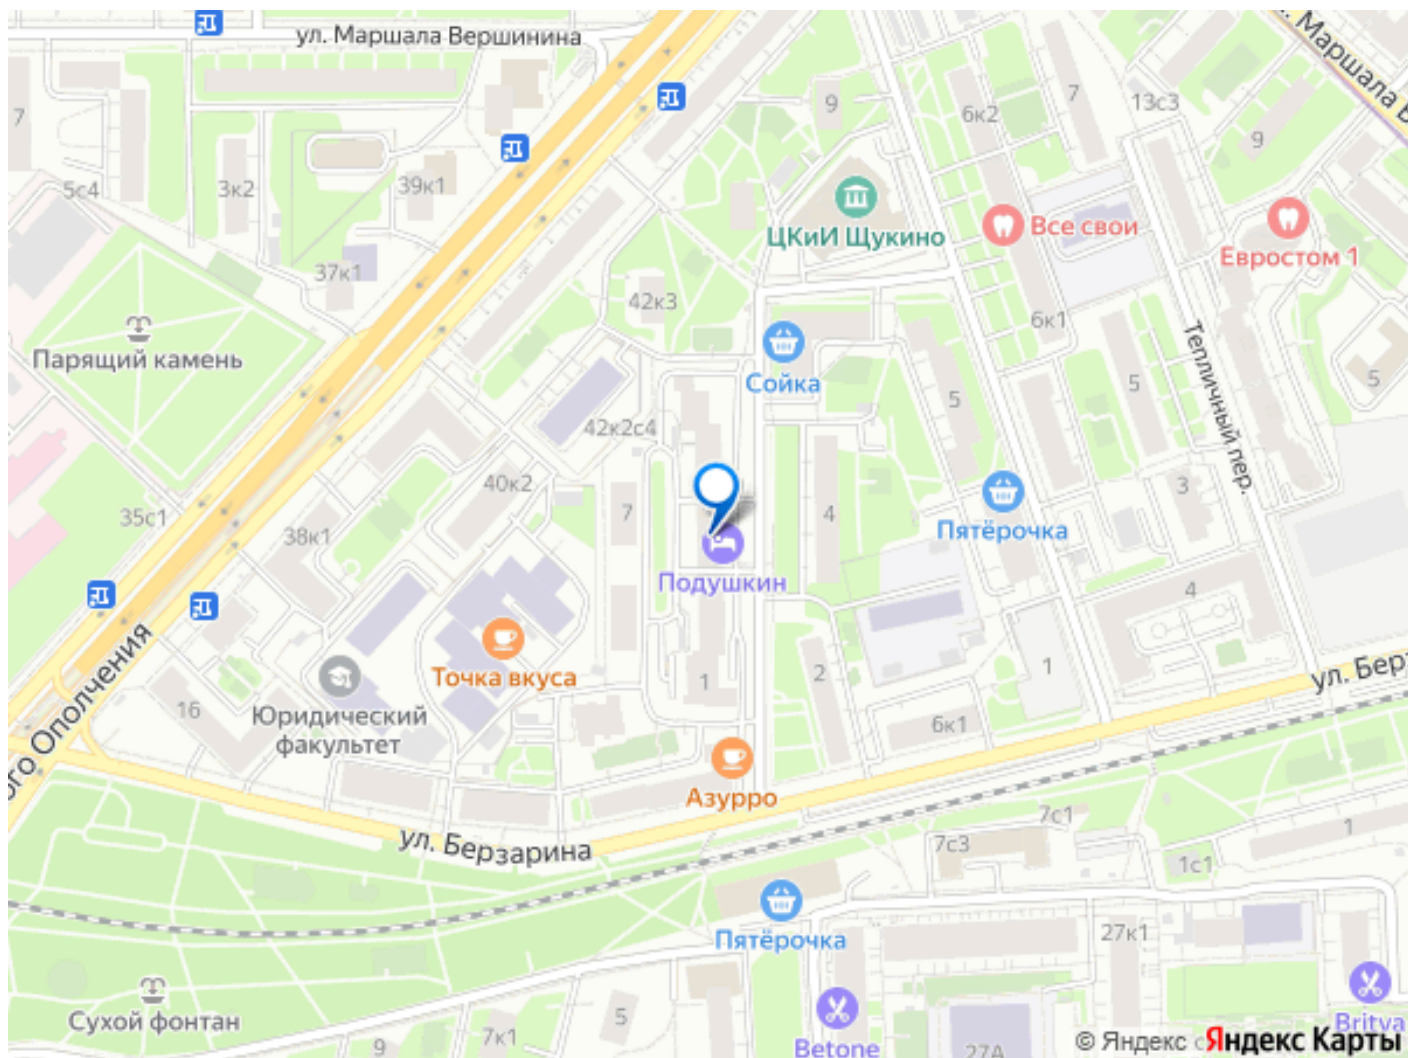 ул. Маршала Вершинина
. Маршала В
7
5с4
3к2
39к1
37к1
9
6к2
7
13с3
9
ЦКиИ Щукино
Все свои
Евростом 1
42к3
6к1
Парящий камень
Сойка
5
5
5
Тепличный пер.
42к2с4
40к2
7
4
3
35с1
38к1
Пятёрочка
Подушкин
4
ого Ополчения
Точка вкуса
1
2
1
ул. Бер
16
Юридический
факультет
6к1
Азурро
ул. Берзарина
7с3
7с1
1
1с1
Пятёрочка
27к1
Сухой фонтан
5
7к1
9
Betone
27А
Britva
© Яндекс
Яндекс Карты